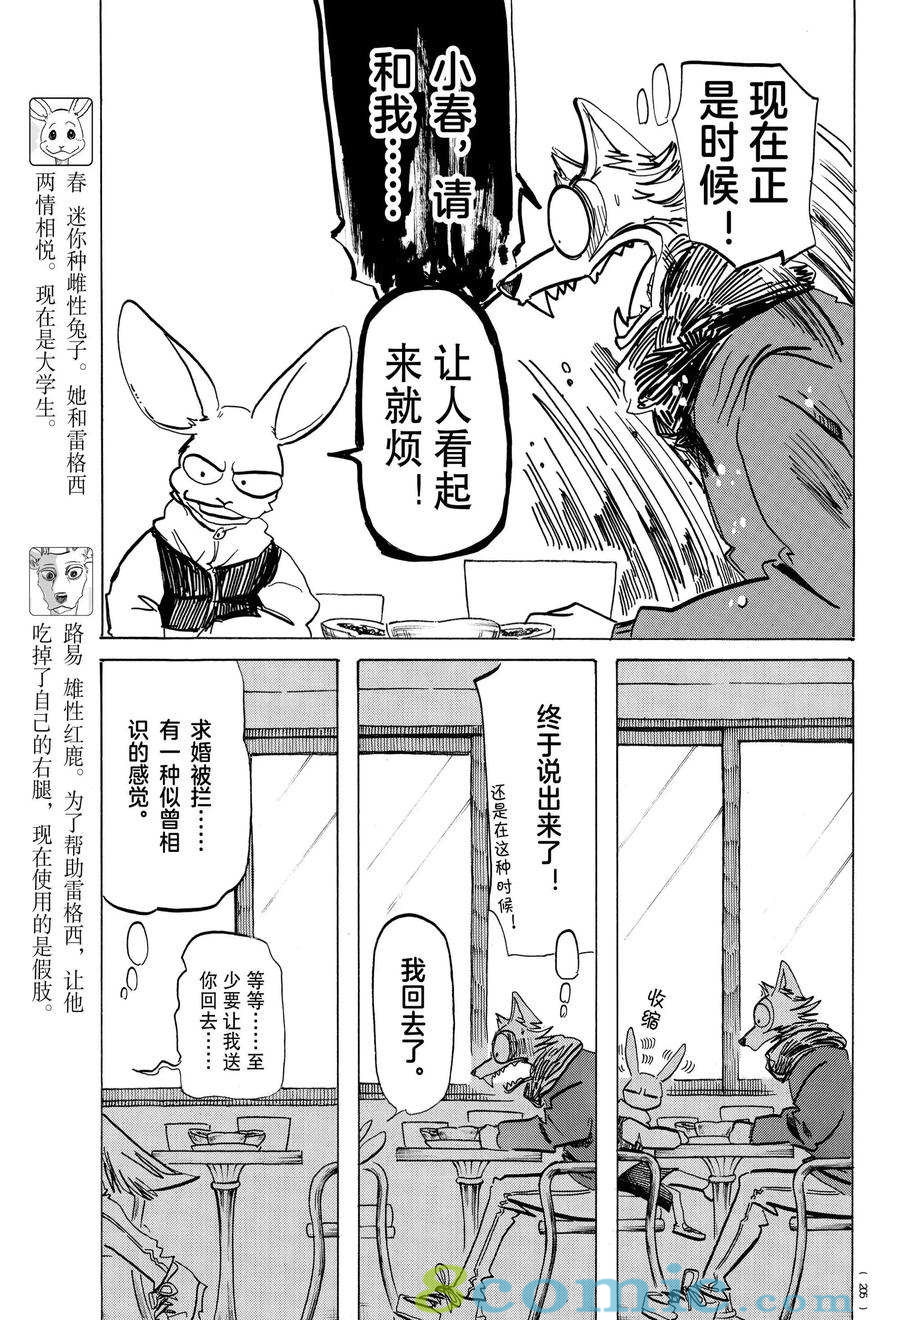 现在正
是时候！
小春，请
和我……
让人看起
来就烦！
春 迷你种雌性兔子。她和雷格西
两情相悦。现在是大学生。
路易 雄性红鹿。为了帮助雷格西，让他
吃掉了自己的右腿，现在使用的是假肢。
收缩
终于说出来了！
还是在这种时候！
我回去了。
求婚被拦……
有一种似曾相
识的感觉。
等等……至
少要让我送
你回去……
( 205 )
8comic.com